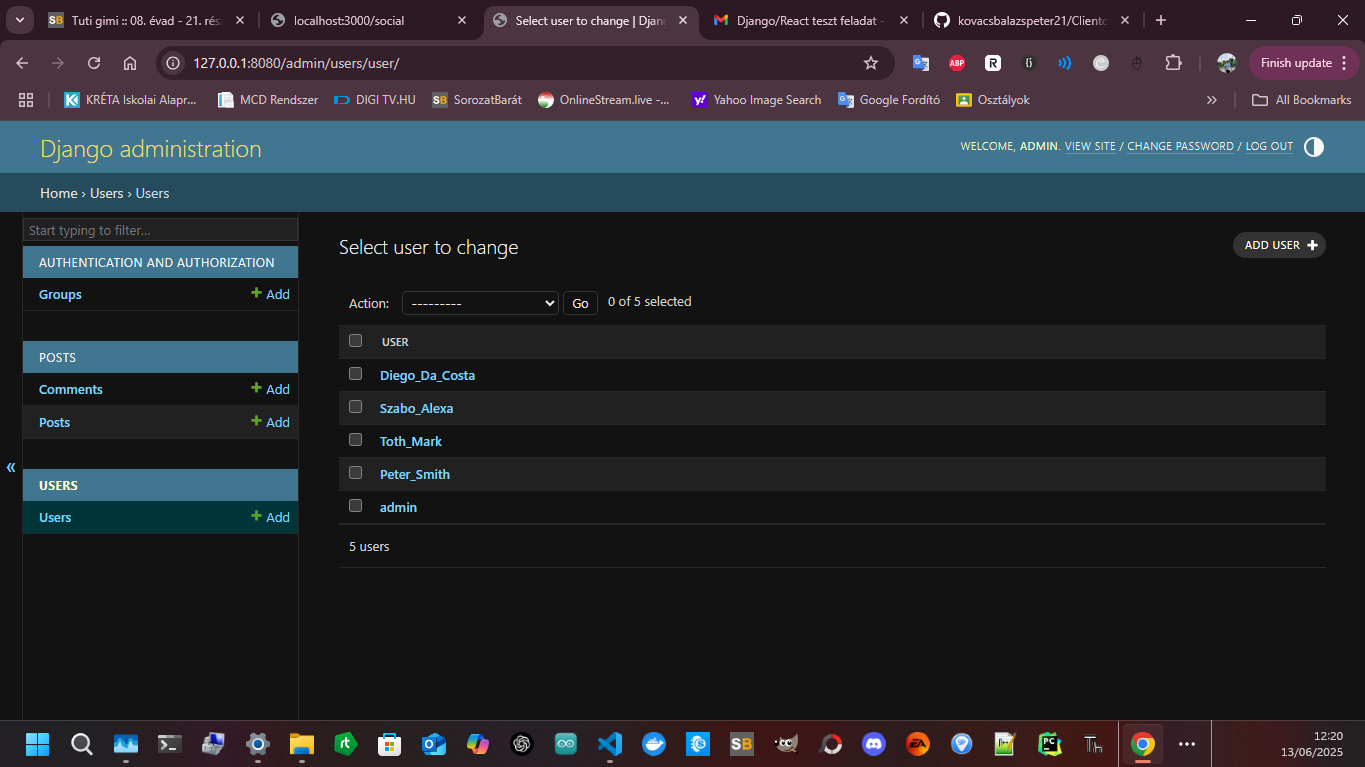 Tuti gimi :: 08. évad - 21. rész
localhost:3000/social
Select user to change | Djan
Django/React teszt feladat -
kovacsbalazspeter21/Clientc
127.0.0.1:8080/admin/users/user/
Finish update
KRÉTA Iskolai Alapr...
MCD Rendszer
DIGI TV.HU
SorozatBarát
OnlineStream.live -...
Yahoo Image Search
Google Fordító
Osztályok
All Bookmarks
Django administration
WELCOME, ADMIN. VIEW SITE / CHANGE PASSWORD / LOG OUT
Home › Users › Users
Start typing to filter...
AUTHENTICATION AND AUTHORIZATION
Groups
Add
POSTS
Comments
Add
Posts
Add
USERS
Users
Add
Select user to change
ADD USER
Action:
---------
Go
0 of 5 selected
USER
Diego_Da_Costa
Szabo_Alexa
Toth_Mark
Peter_Smith
admin
5 users
12:20
13/06/2025